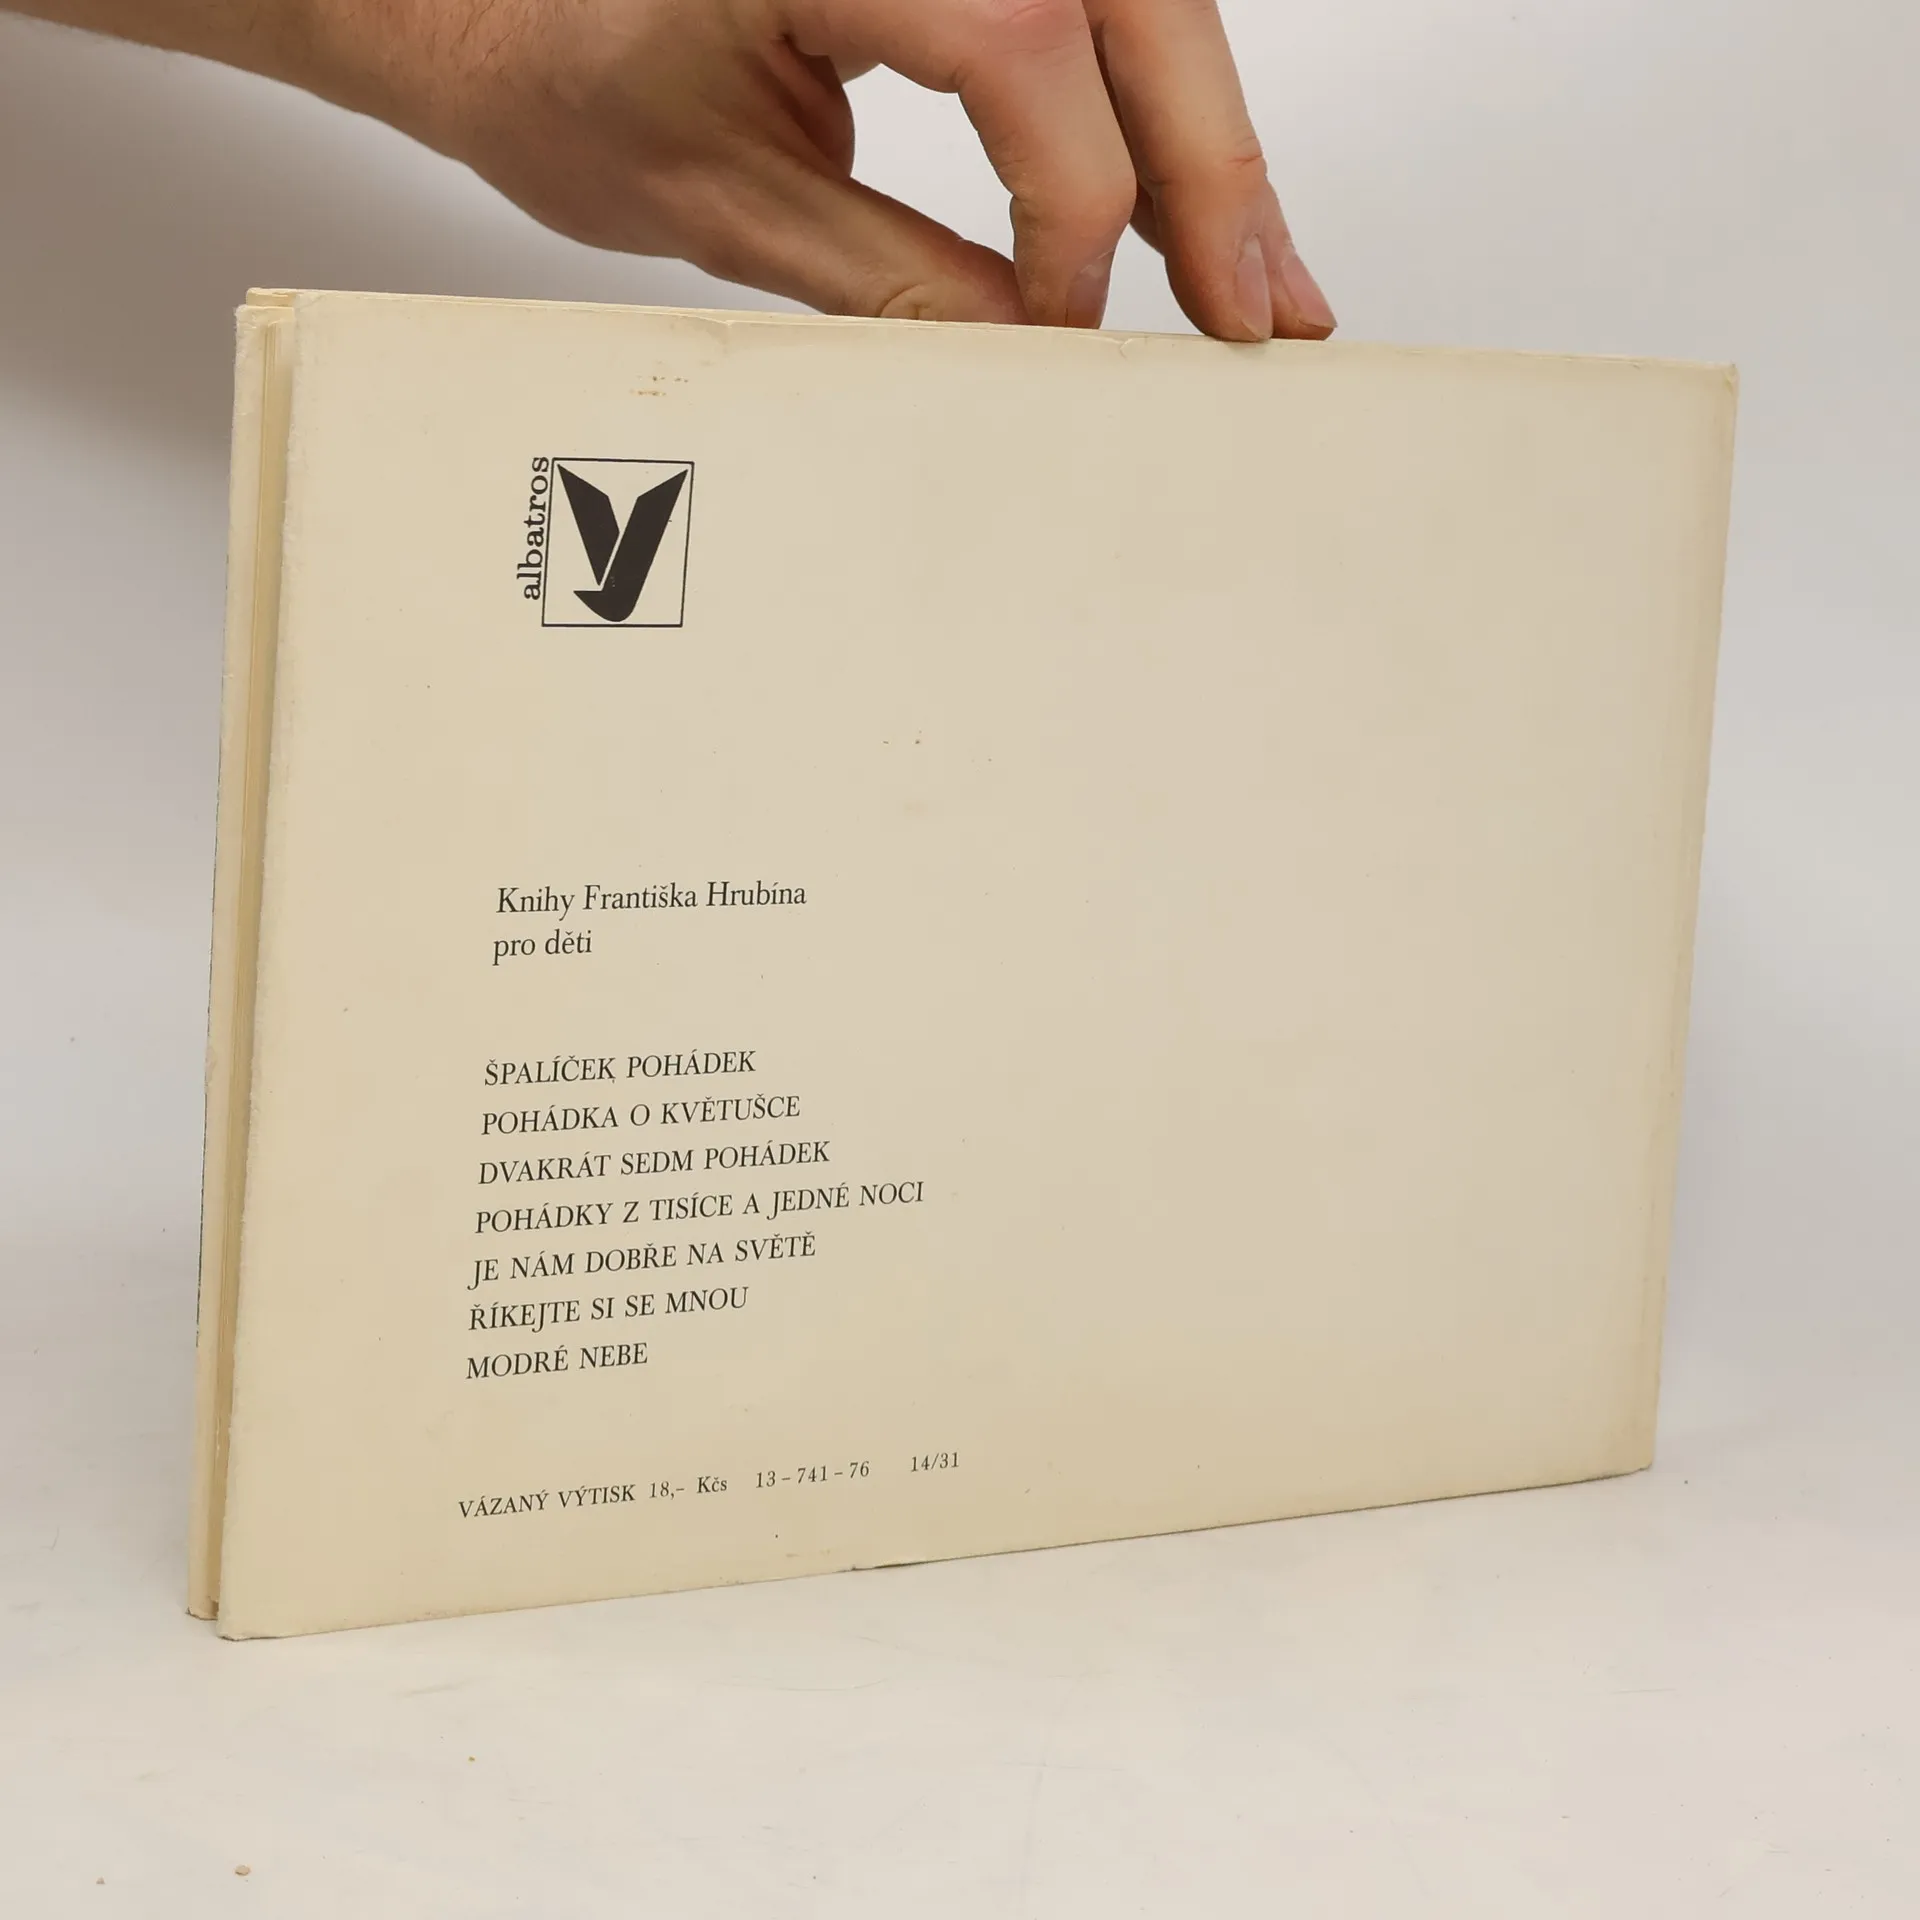 albatros
Knihy Františka Hrubína
pro děti
ŠPALÍČEK POHÁDEK
POHÁDKA O KVĚTUŠCE
DVAKRÁT SEDM POHÁDEK
POHÁDKY Z TISÍCE A JEDNÉ NOCI
JE NÁM DOBŘE NA SVĚTĚ
ŘÍKEJTE SI SE MNOU
MODRÉ NEBE
VÁZANÝ VÝTISK 18,– Kčs 13–741–76 14/31